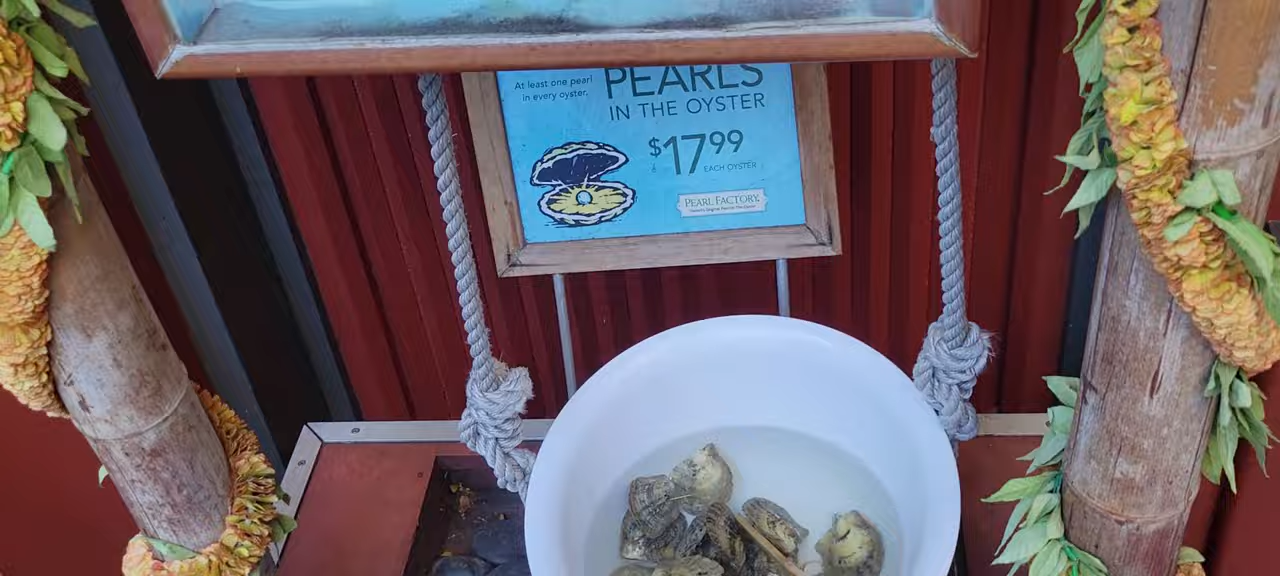 At least one pearl
in every oyster.
PEARLS
IN THE OYSTER
$17.99
EACH OYSTER
PEARL FACTORY